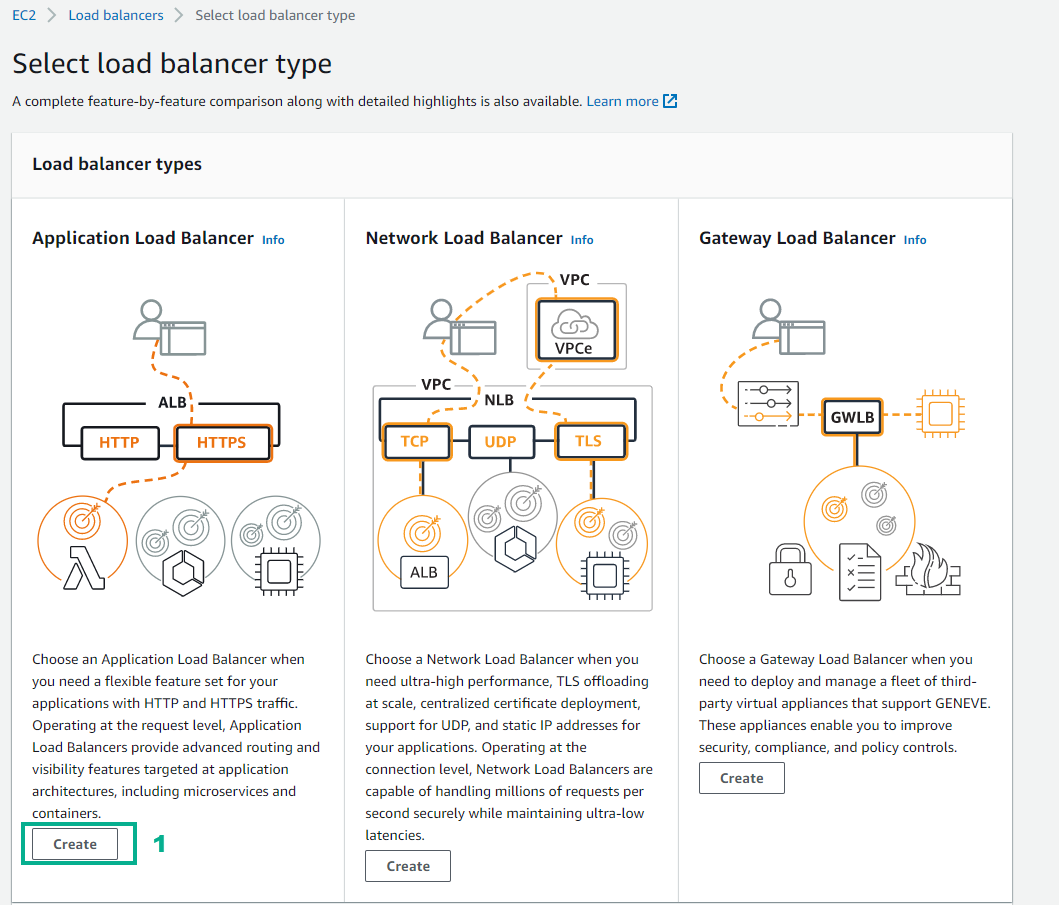 EC2 > Load balancers > Select load balancer type
Select load balancer type
A complete feature-by-feature comparison along with detailed highlights is also available. Learn more
Load balancer types
Application Load Balancer Info
ALB
HTTP
HTTPS
Choose an Application Load Balancer when
you need a flexible feature set for your
applications with HTTP and HTTPS traffic.
Operating at the request level, Application
Load Balancers provide advanced routing and
visibility features targeted at application
architectures, including microservices and
containers.
Create
1
Network Load Balancer Info
VPC
VPCe
VPC
NLB
TCP
UDP
TLS
ALB
Choose a Network Load Balancer when you
need ultra-high performance, TLS offloading
at scale, centralized certificate deployment,
support for UDP, and static IP addresses for
your applications. Operating at the
connection level, Network Load Balancers are
capable of handling millions of requests per
second securely while maintaining ultra-low
latencies.
Create
Gateway Load Balancer Info
GWLB
Choose a Gateway Load Balancer when you
need to deploy and manage a fleet of third-
party virtual appliances that support GENEVE.
These appliances enable you to improve
security, compliance, and policy controls.
Create